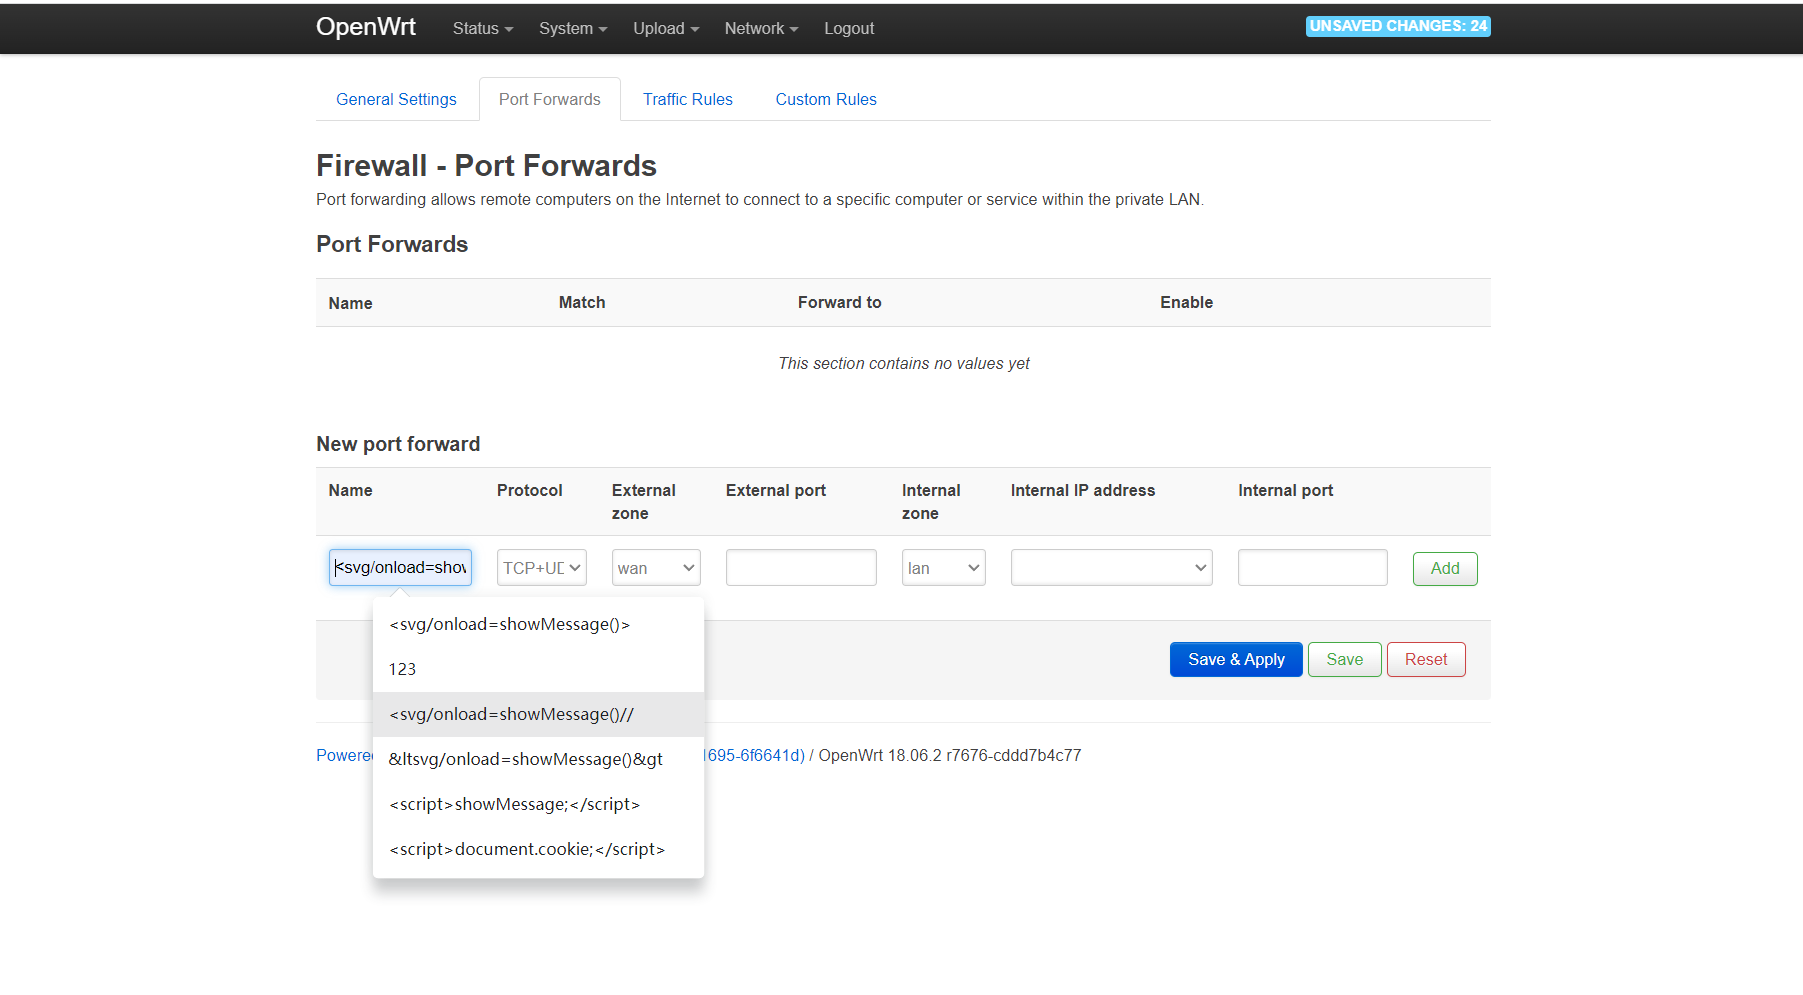 OpenWrt Status System Upload Network Logout UNSAVED CHANGES: 24
General Settings Port Forwards Traffic Rules Custom Rules
Firewall - Port Forwards
Port forwarding allows remote computers on the Internet to connect to a specific computer or service within the private LAN.
Port Forwards
Name Match Forward to Enable
This section contains no values yet
New port forward
Name Protocol External zone External port Internal zone Internal IP address Internal port
<svg/onload=show TCP+UD wan lan Add
<svg/onload=showMessage()>
123
<svg/onload=showMessage()//
&ltsvg/onload=showMessage()&gt
<script>showMessage;</script>
<script>document.cookie;</script>
Save & Apply Save Reset
Powere 1695-6f6641d) / OpenWrt 18.06.2 r7676-cddd7b4c77